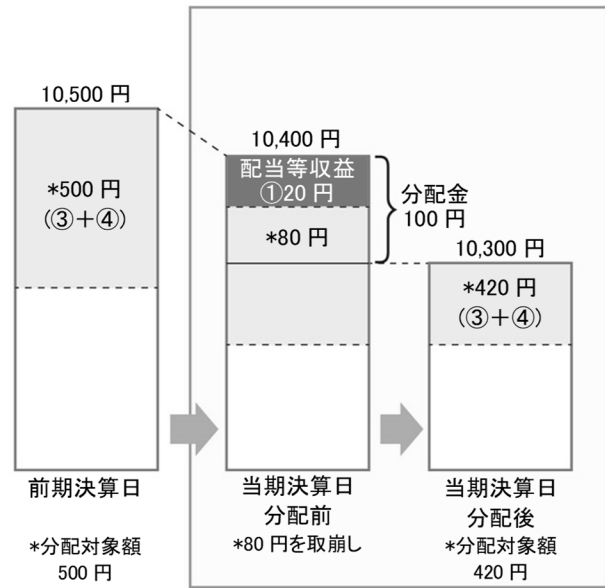 10,500 円
*500 円
(③+④)
前期決算日
*分配対象額
500 円
10,400 円
配当等収益
①20 円
*80 円
分配金
100 円
当期決算日
分配前
*80 円を取崩し
10,300 円
*420 円
(③+④)
当期決算日
分配後
*分配対象額
420 円